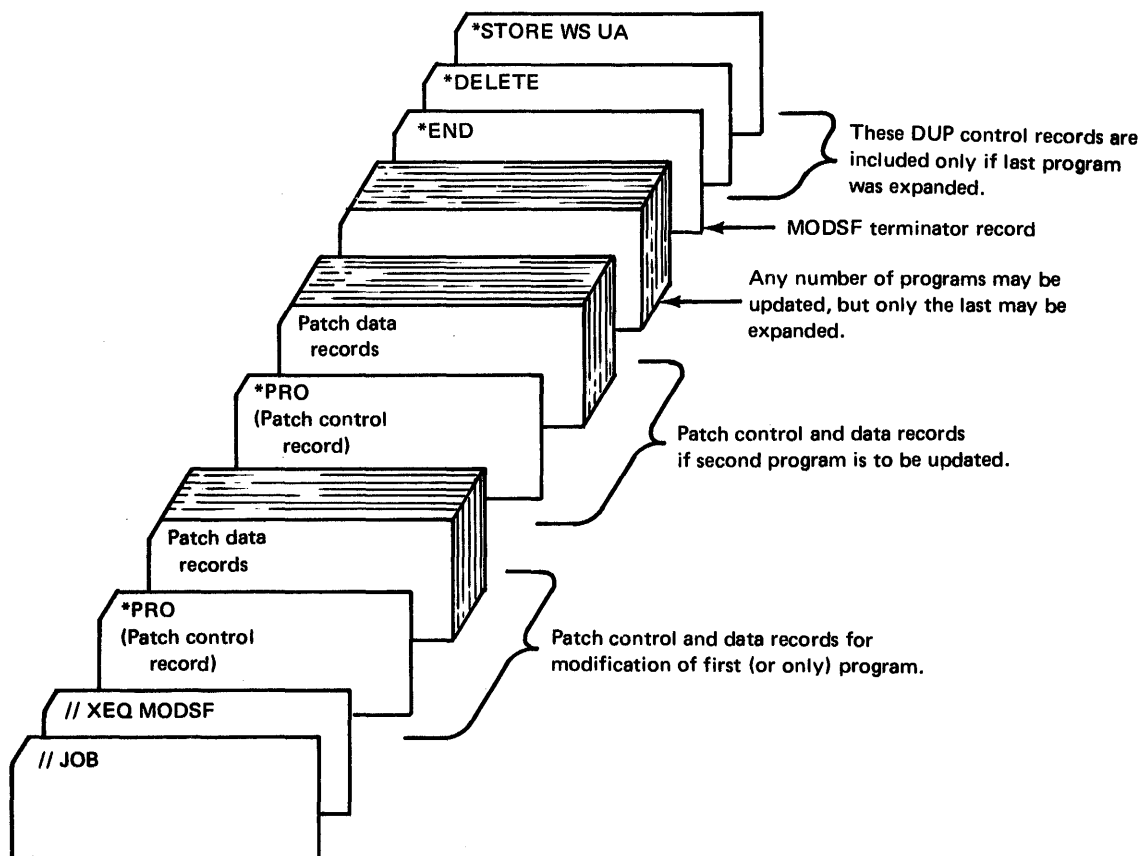 *STORE WS UA
*DELETE
*END
These DUP control records are
included only if last program
was expanded.
MODSF terminator record
Any number of programs may be
updated, but only the last may be
expanded.
Patch data
records
*PRO
(Patch control
record)
Patch control and data records
if second program is to be updated.
Patch data
records
*PRO
(Patch control
record)
Patch control and data records for
modification of first (or only) program.
// XEQ MODSF
// JOB